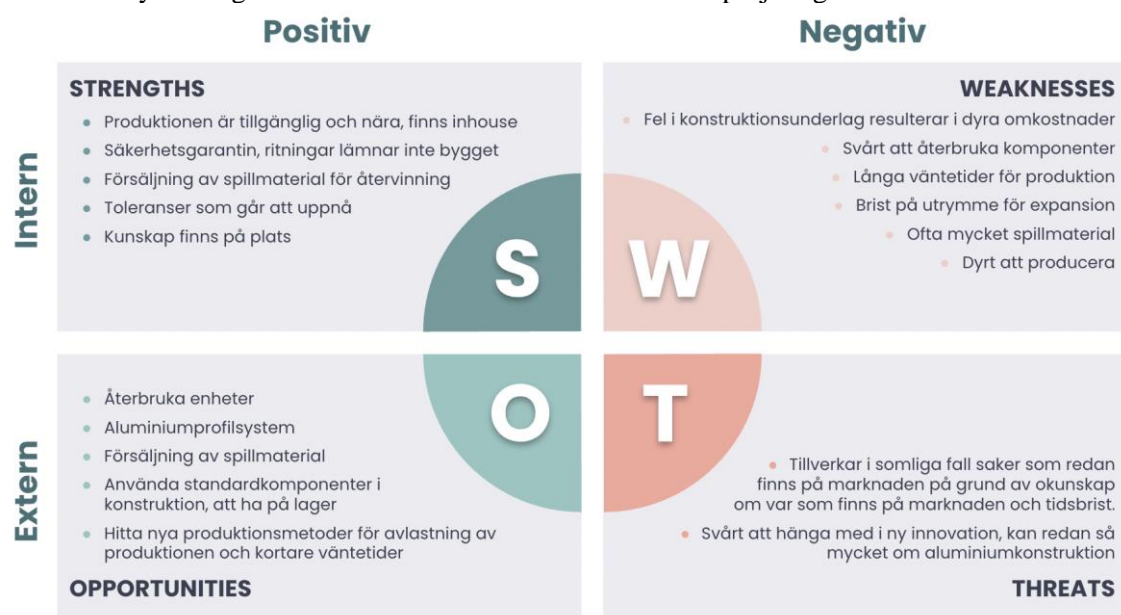 Positiv
Negativ
Intern
STRENGTHS
Produktionen är tillgänglig och nära, finns inhouse
Säkerhetsgarantin, ritningar lämnar inte bygget
Försäljning av spillmaterial för återvinning
Toleranser som går att uppnå
Kunskap finns på plats
S
WEAKNESSES
Fel i konstruktionsunderlag resulterar i dyra omkostnader
Svårt att återbruka komponenter
Långa väntetider för produktion
Brist på utrymme för expansion
Ofta mycket spillmaterial
Dyrt att producera
W
Extern
Återbruka enheter
Aluminiumprofilsystem
Försäljning av spillmaterial
Använda standardkomponenter i
konstruktion, att ha på lager
Hitta nya produktionsmetoder för avlastning av
produktionen och kortare väntetider
OPPORTUNITIES
O
T
Tillverkar i somliga fall saker som redan
finns på marknaden på grund av okunskap
om var som finns på marknaden och tidsbrist.
Svårt att hänga med i ny innovation, kan redan så
mycket om aluminiumkonstruktion
THREATS